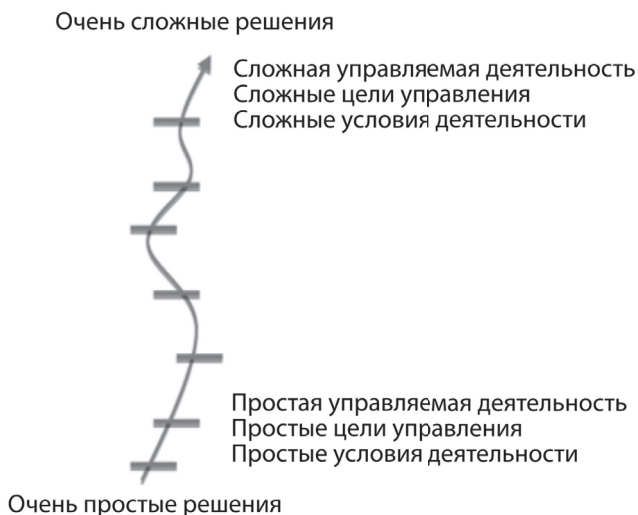 Очень сложные решения
Сложная управляемая деятельность
Сложные цели управления
Сложные условия деятельности
Простая управляемая деятельность
Простые цели управления
Простые условия деятельности
Очень простые решения